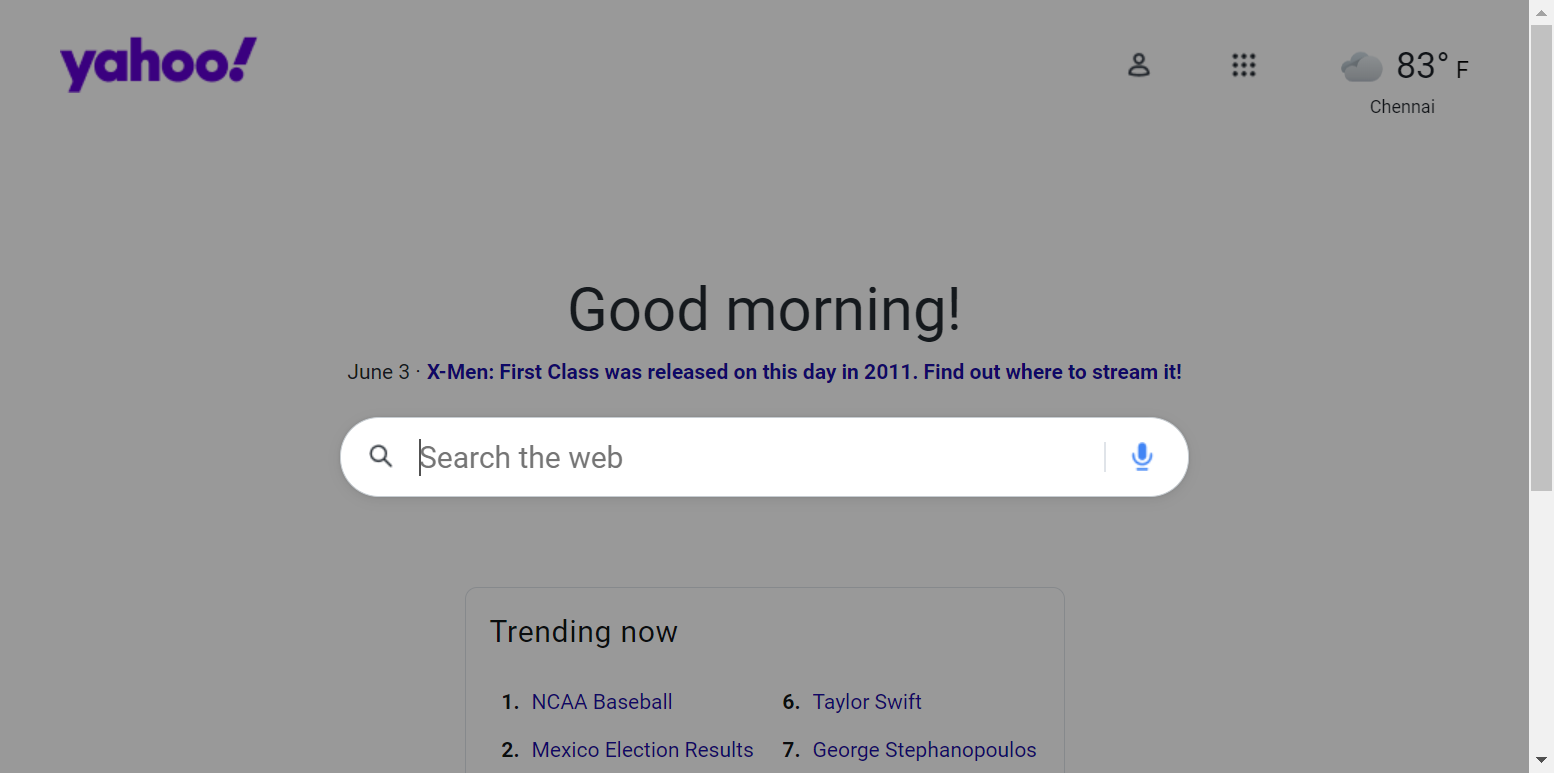 yahoo!
83° F
Chennai
Good morning!
June 3 · X-Men: First Class was released on this day in 2011. Find out where to stream it!
Search the web
Trending now
1. NCAA Baseball
2. Mexico Election Results
6. Taylor Swift
7. George Stephanopoulos